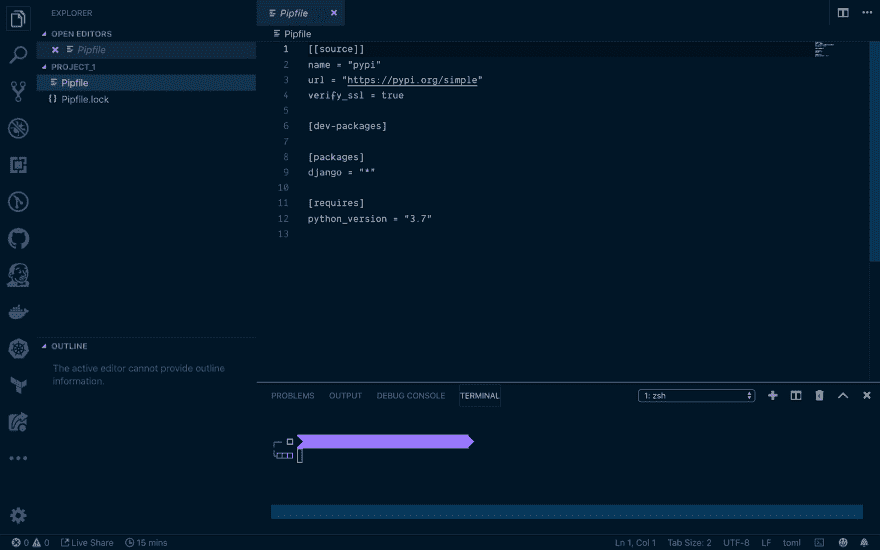 EXPLORER
OPEN EDITORS
Pipfile
PROJECT_1
Pipfile
Pipfile.lock
OUTLINE
The active editor cannot provide outline
information.
Pipfile
Pipfile
1 [[source]]
2 name = "pypi"
3 url = "https://pypi.org/simple"
4 verify_ssl = true
5
6 [dev-packages]
7
8 [packages]
9 django = "*"
10
11 [requires]
12 python_version = "3.7"
13
PROBLEMS OUTPUT DEBUG CONSOLE TERMINAL
1: zsh
0 0 Live Share 15 mins Ln 1, Col 1 Tab Size: 2 UTF-8 LF toml